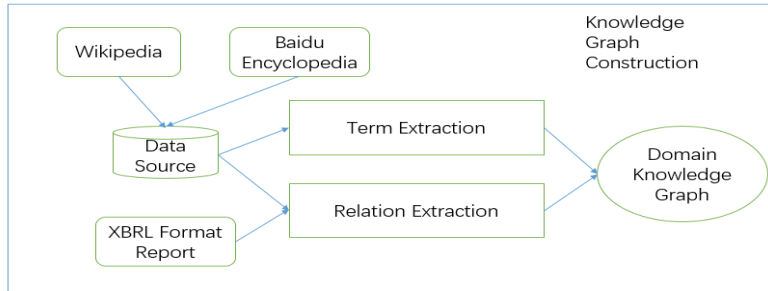 Wikipedia
Baidu
Encyclopedia
Knowledge
Graph
Construction
Data
Source
Term Extraction
Domain
Knowledge
Graph
Relation Extraction
XBRL Format
Report